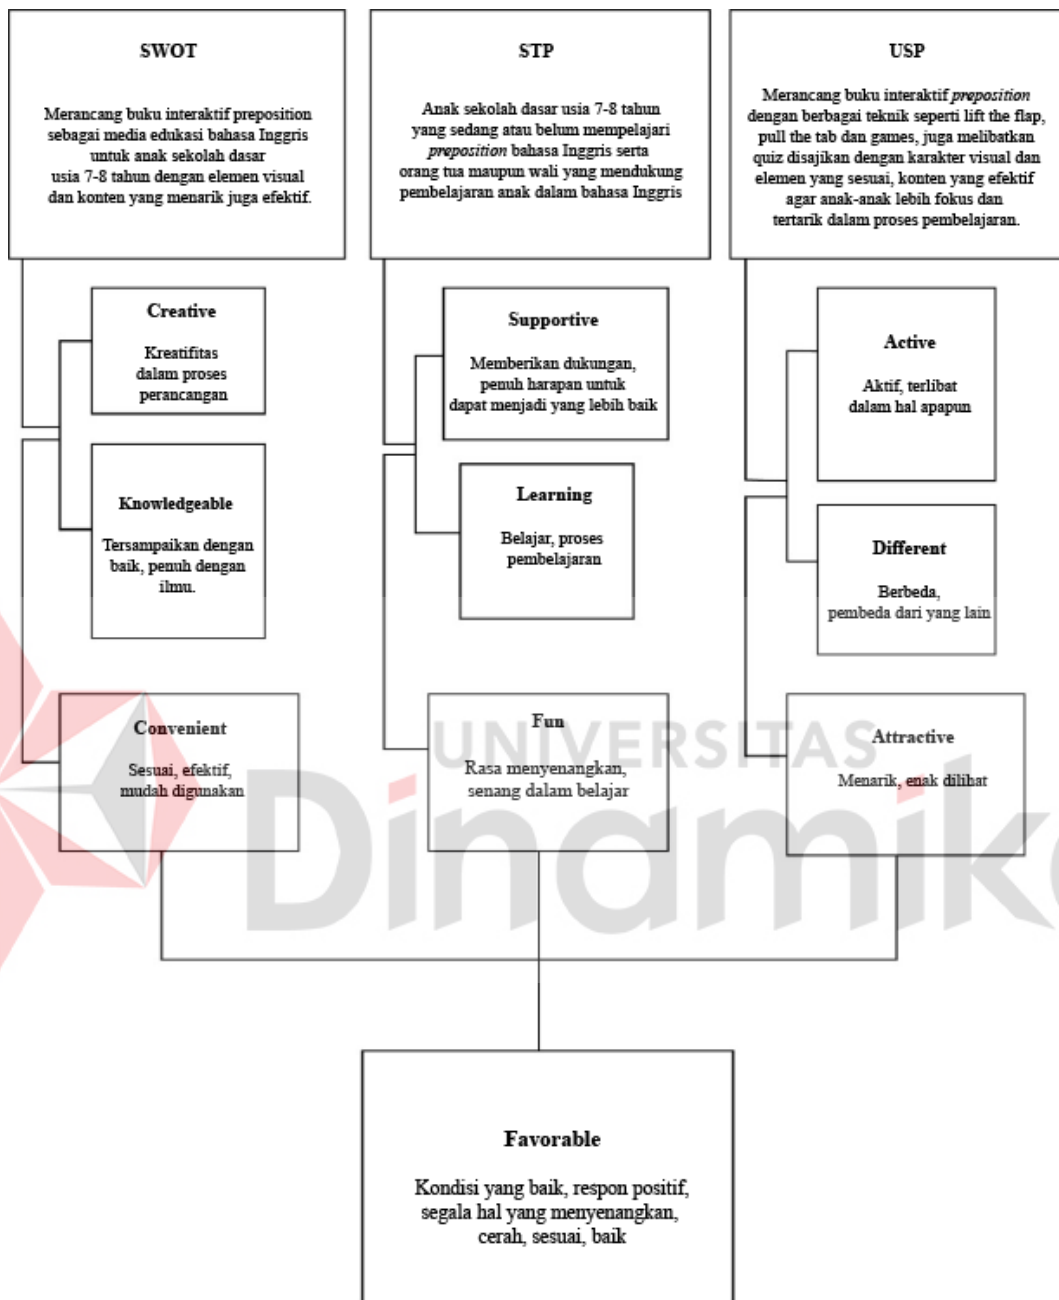 SWOT
Merancang buku interaktif preposition
sebagai media edukasi bahasa Inggris
untuk anak sekolah dasar
usia 7-8 tahun dengan elemen visual
dan konten yang menarik juga efektif.
STP
Anak sekolah dasar usia 7-8 tahun
yang sedang atau belum mempelajari
preposition bahasa Inggris serta
orang tua maupun wali yang mendukung
pembelajaran anak dalam bahasa Inggris
USP
Merancang buku interaktif preposition
dengan berbagai teknik seperti lift the flap,
pull the tab dan games, juga melibatkan
quiz disajikan dengan karakter visual dan
elemen yang sesuai, konten yang efektif
agar anak-anak lebih fokus dan
tertarik dalam proses pembelajaran.
Creative
Kreatifitas
dalam proses
perancangan
Knowledgeable
Tersampaikan dengan
baik, penuh dengan
ilmu.
Supportive
Memberikan dukungan,
penuh harapan untuk
dapat menjadi yang lebih baik
Learning
Belajar, proses
pembelajaran
Active
Aktif, terlibat
dalam hal apapun
Different
Berbeda,
pembeda dari yang lain
Convenient
Sesuai, efektif,
mudah digunakan
Fun
Rasa menyenangkan,
senang dalam belajar
Attractive
Menarik, enak dilihat
UNIVERSITAS
Dinamika
Favorable
Kondisi yang baik, respon positif,
segala hal yang menyenangkan,
cerah, sesuai, baik